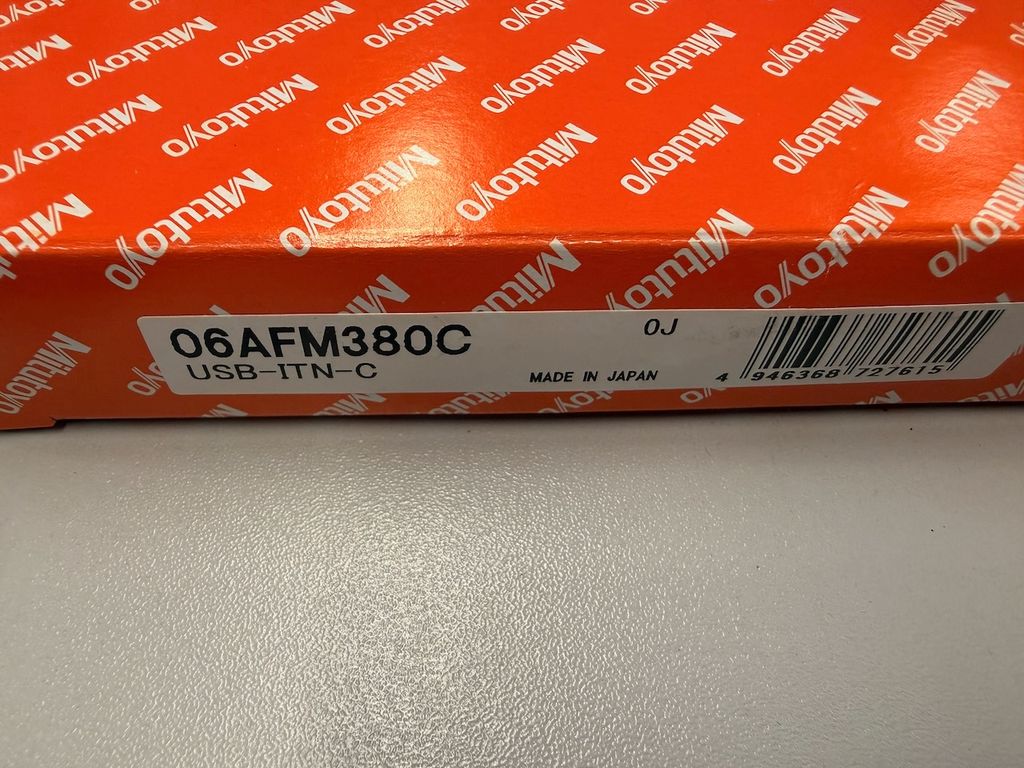 Mitutoyo
06AFM380C
0J
USB-ITN-C
MADE IN JAPAN
4 946368 727615